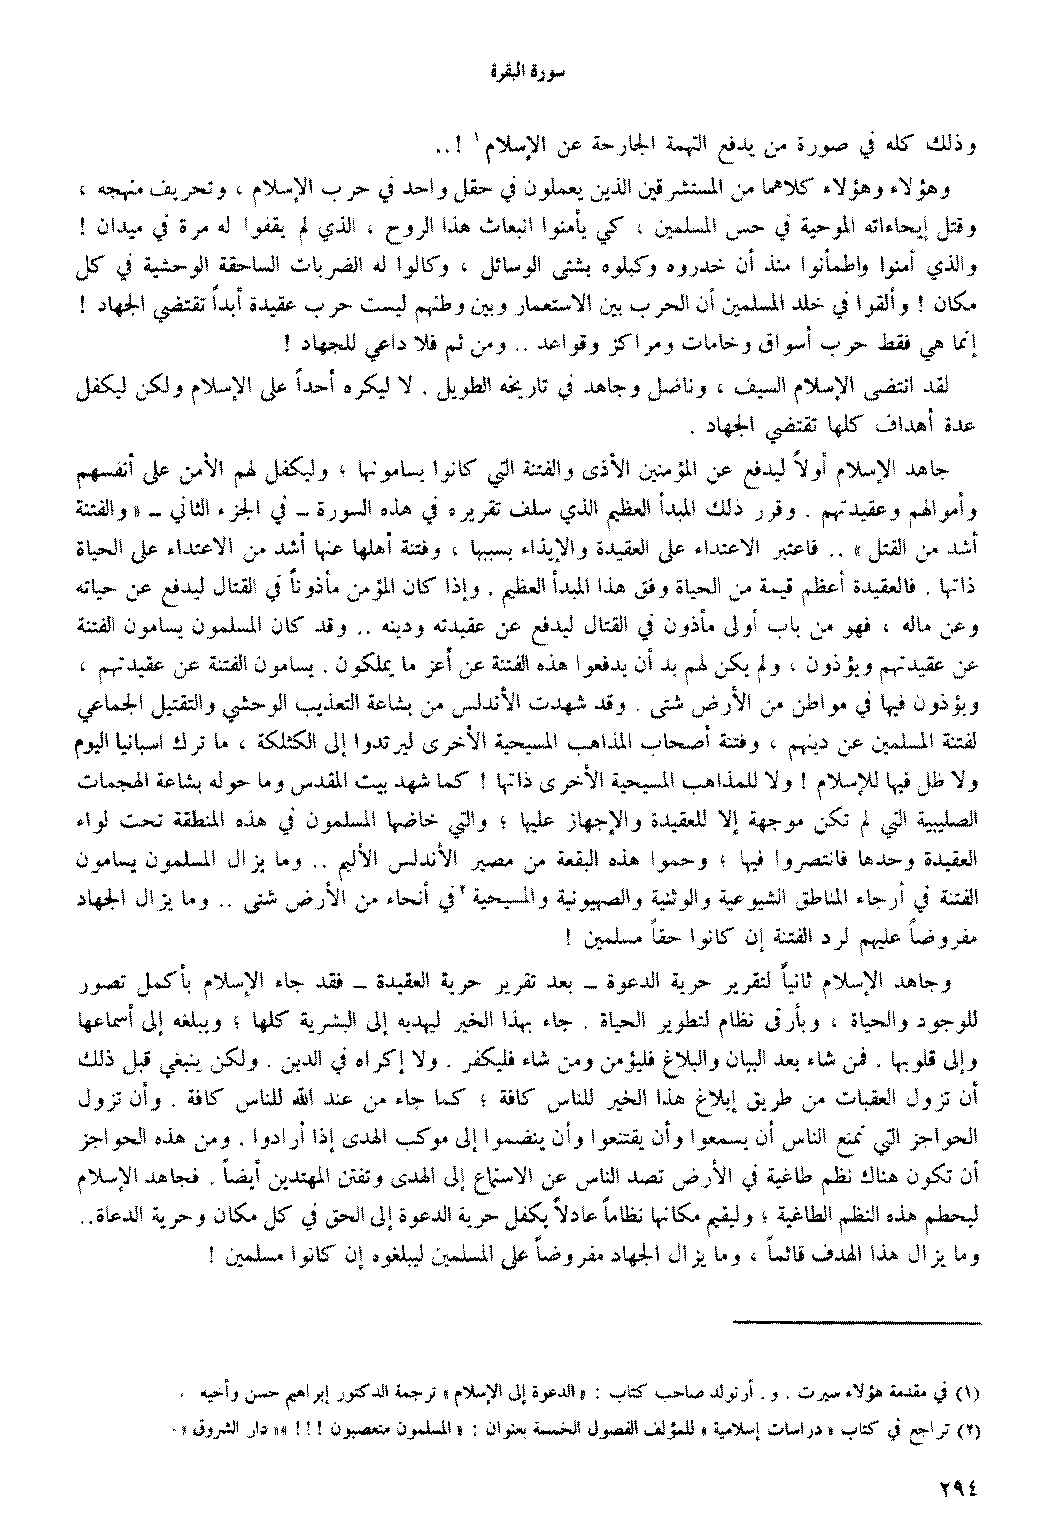 سورة البقرة
وذلك كله في صورة من يدفع التهمة الجارحة عن الإسلام ١ ! ..
وهؤلاء وهؤلاء كلاهما من المستشرقين الذين يعملون في حقل واحد في حرب الإسلام ، وتحريف منهجه ،
وقتل إيحاءاته الموحية في حس المسلمين ، كي يأمنوا انبعاث هذا الروح ، الذي لم يقفوا له مرة في ميدان !
والذي أمنوا واطمأنوا منذ أن خدروه وكبلوه بشتى الوسائل ، وكالوا له الضربات الساحقة الوحشية في كل
مكان ! وألقوا في خلد المسلمين أن الحرب بين الاستعمار وبين وطنهم ليست حرب عقيدة أبداً تقتضي الجهاد !
إنما هي فقط حرب أسواق وخامات ومراكز وقواعد .. ومن ثم فلا داعي للجهاد !
لقد انتضى الإسلام السيف ، وناضل وجاهد في تاريخه الطويل . لا ليكره أحداً على الإسلام ولكن ليكفل
عدة أهداف كلها تقتضي الجهاد .
جاهد الإسلام أولاً ليدفع عن المؤمنين الأذى والفتنة التي كانوا يسامونها ؛ وليكفل لهم الأمن على أنفسهم
وأموالهم وعقيدتهم . وقرر ذلك المبدأ العظيم الذي سلف تقريره في هذه السورة – في الجزء الثاني – « والفتنة
أشد من القتل » .. فاعتبر الاعتداء على العقيدة والإيذاء بسببها ، وفتنة أهلها عنها أشد من الاعتداء على الحياة
ذاتها . فالعقيدة أعظم قيمة من الحياة وفق هذا المبدأ العظيم . وإذا كان المؤمن مأذوناً في القتال ليدفع عن حياته
وعن ماله ، فهو من باب أولى مأذون في القتال ليدفع عن عقيدته ودينه .. وقد كان المسلمون يسامون الفتنة
عن عقيدتهم ويؤذون ، ولم يكن لهم بد أن يدفعوا هذه الفتنة عن أعز ما يملكون . يسامون الفتنة عن عقيدتهم ،
ويؤذون فيها في مواطن من الأرض شتى . وقد شهدت الأندلس من بشاعة التعذيب الوحشي والتقتيل الجماعي
لفتنة المسلمين عن دينهم ، وفتنة أصحاب المذاهب المسيحية الأخرى ليرتدوا إلى الكثلكة ، ما ترك اسبانيا اليوم
ولا ظل فيها للإسلام ! ولا للمذاهب المسيحية الأخرى ذاتها ! كما شهد بيت المقدس وما حوله بشاعة الهجمات
الصليبية التي لم تكن موجهة إلا للعقيدة والإجهاز عليها ؛ والتي خاضها المسلمون في هذه المنطقة تحت لواء
العقيدة وحدها فانتصروا فيها ؛ وحموا هذه البقعة من مصير الأندلس الأليم .. وما يزال المسلمون يسامون
الفتنة في أرجاء المناطق الشيوعية والوثنية والصهيونية والمسيحية ٢ في أنحاء من الأرض شتى .. وما يزال الجهاد
مفروضاً عليهم لرد الفتنة إن كانوا حقاً مسلمين !
وجاهد الإسلام ثانياً لتقرير حرية الدعوة – بعد تقرير حرية العقيدة – فقد جاء الإسلام بأكمل تصور
للوجود والحياة ، وبأرقى نظام لتطوير الحياة . جاء بهذا الخير ليهديه إلى البشرية كلها ؛ ويبلغه إلى أسماعها
وإلى قلوبها . فمن شاء بعد البيان والبلاغ فليؤمن ومن شاء فليكفر . ولا إكراه في الدين . ولكن ينبغي قبل ذلك
أن تزول العقبات من طريق إبلاغ هذا الخير للناس كافة ؛ كما جاء من عند الله للناس كافة . وأن تزول
الحواجز التي تمنع الناس أن يسمعوا وأن يقتنعوا وأن ينضموا إلى موكب الهدى إذا أرادوا . ومن هذه الحواجز
أن تكون هناك نظم طاغية في الأرض تصد الناس عن الاستماع إلى الهدى وتفتن المهتدين أيضاً . فجاهد الإسلام
ليحطم هذه النظم الطاغية ؛ وليقيم مكانها نظاماً عادلاً يكفل حرية الدعوة إلى الحق في كل مكان وحرية الدعاة ..
وما يزال هذا الهدف قائماً ، وما يزال الجهاد مفروضاً على المسلمين ليبلغوه إن كانوا مسلمين !
(١) في مقدمة هؤلاء سيرت . و . أرنولد صاحب كتاب : « الدعوة إلى الإسلام » ترجمة الدكتور إبراهيم حسن وأخيه .
(٢) تراجع في كتاب « دراسات إسلامية » للمؤلف الفصول الخمسة بعنوان : « المسلمون متعصبون ! ! ! » « دار الشروق » .
٢٩٤